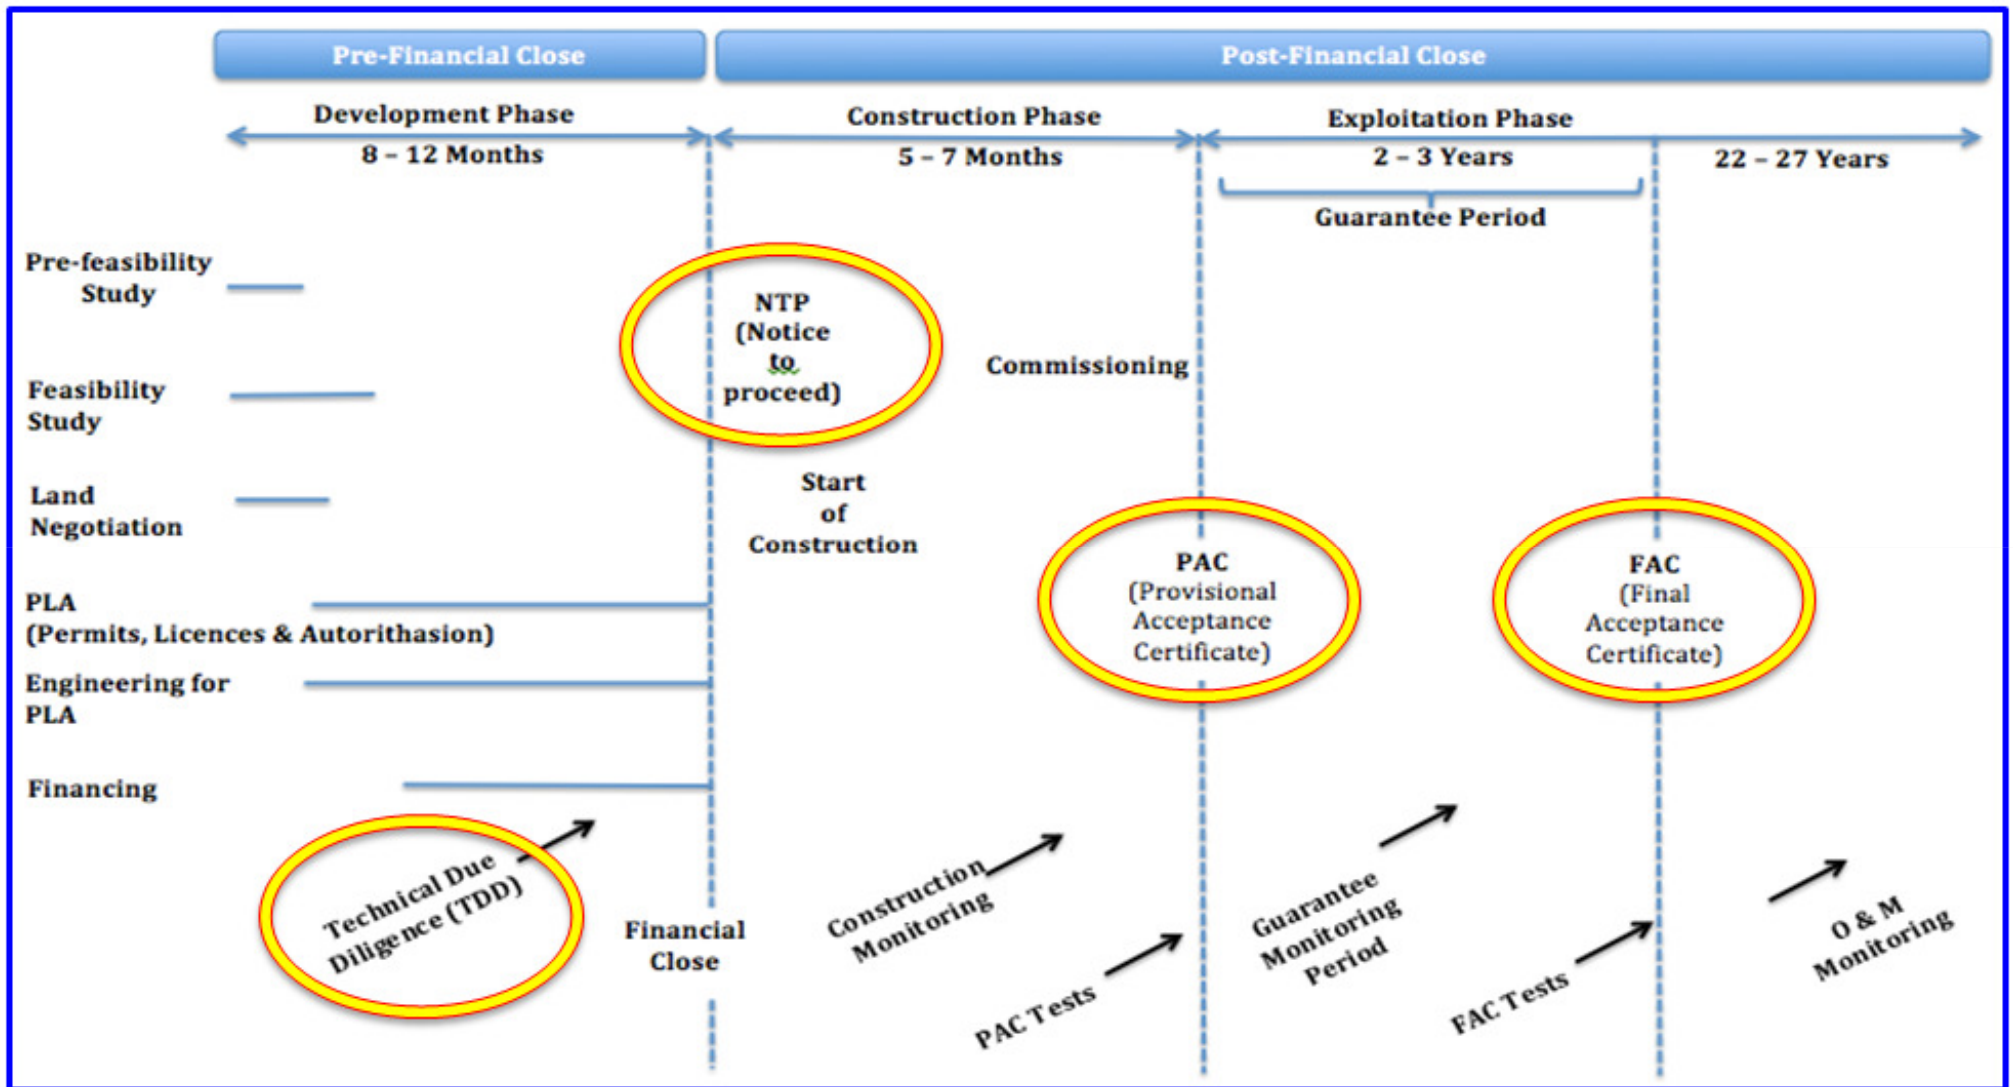 Pre-Financial Close
Post-Financial Close
Development Phase
Construction Phase
Exploitation Phase
8 – 12 Months
5 – 7 Months
2 – 3 Years
22 – 27 Years
Guarantee Period
Pre-feasibility
Study
NTP
(Notice
to
proceed)
Commissioning
Feasibility
Study
Land
Negotiation
Start
of
Construction
PAC
(Provisional
Acceptance
Certificate)
FAC
(Final
Acceptance
Certificate)
PLA
(Permits, Licences & Autorithasion)
Engineering for
PLA
Financing
Technical Due
Diligence (TDD)
Financial
Close
Construction
Monitoring
PAC Tests
Guarantee
Monitoring
Period
FAC Tests
O & M
Monitoring